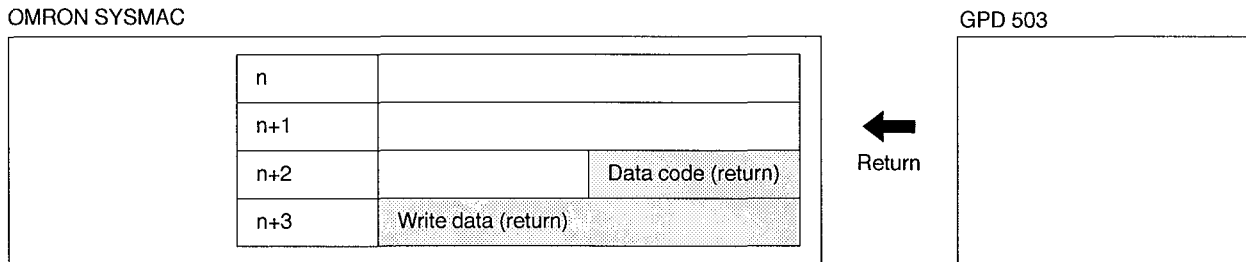 OMRON SYSMAC
GPD 503
n
n+1
n+2 Data code (return)
Return
n+3 Write data (return)